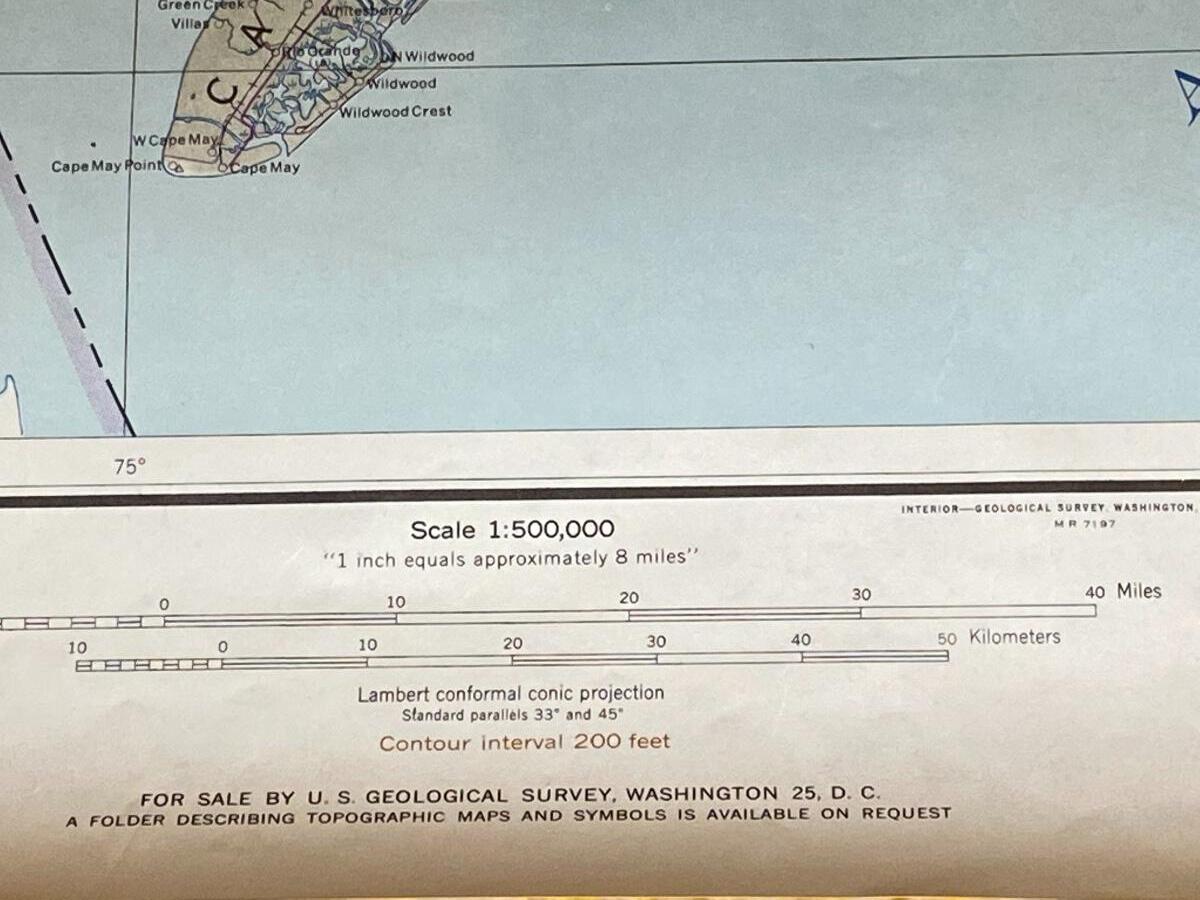 Green Creek
Whitesboro
Villas
A
Rio Grande
N Wildwood
C
Wildwood
A
Wildwood Crest
W Cape May
Cape May Point
Cape May
75°
INTERIOR—GEOLOGICAL SURVEY, WASHINGTON,
M R 7197
Scale 1:500,000
"1 inch equals approximately 8 miles"
0 10 20 30 40 Miles
10 0 10 20 30 40 50 Kilometers
Lambert conformal conic projection
Standard parallels 33° and 45°
Contour interval 200 feet
FOR SALE BY U. S. GEOLOGICAL SURVEY, WASHINGTON 25, D. C.
A FOLDER DESCRIBING TOPOGRAPHIC MAPS AND SYMBOLS IS AVAILABLE ON REQUEST